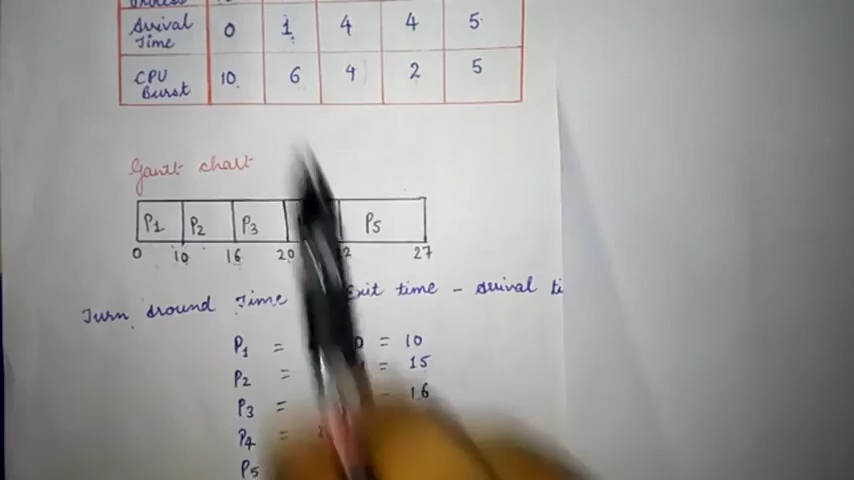 Process
Arrival Time 0 1 4 4 5
CPU Burst 10 6 4 2 5
Gantt chart
P1 P2 P3 P5
0 10 16 20 27
Turn around Time Exit time - arrival
P1 = = 10
P2 = = 15
P3 = 16
P4 =
P5